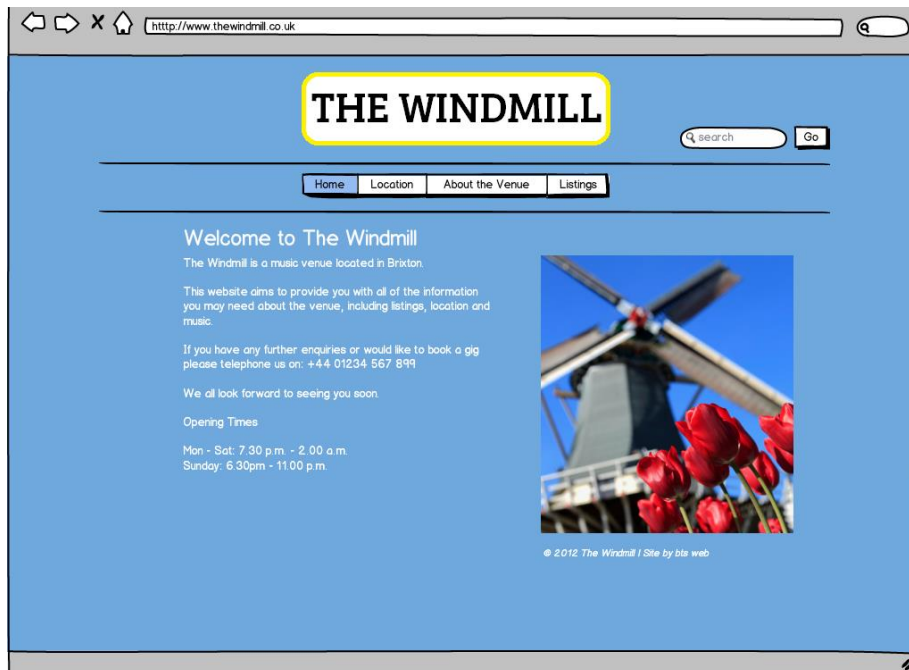 htttp://www.thewindmill.co.uk
THE WINDMILL
search
Go
Home
Location
About the Venue
Listings
Welcome to The Windmill
The Windmill is a music venue located in Brixton.
This website aims to provide you with all of the information
you may need about the venue, including listings, location and
music.
If you have any further enquiries or would like to book a gig
please telephone us on: +44 01234 567 899
We all look forward to seeing you soon.
Opening Times
Mon - Sat: 7.30 p.m. - 2.00 a.m.
Sunday: 6.30pm - 11.00 p.m.
© 2012 The Windmill | Site by bts web